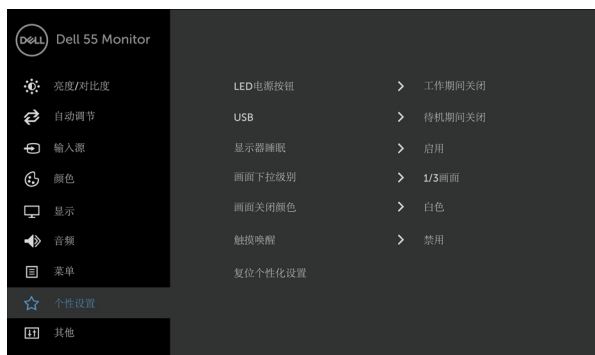 DELL Dell 55 Monitor
亮度/对比度
自动调节
输入源
颜色
显示
音频
菜单
个性设置
其他
LED电源按钮 工作期间关闭
USB 待机期间关闭
显示器睡眠 启用
画面下拉级别 1/3画面
画面关闭颜色 白色
触摸唤醒 禁用
复位个性化设置